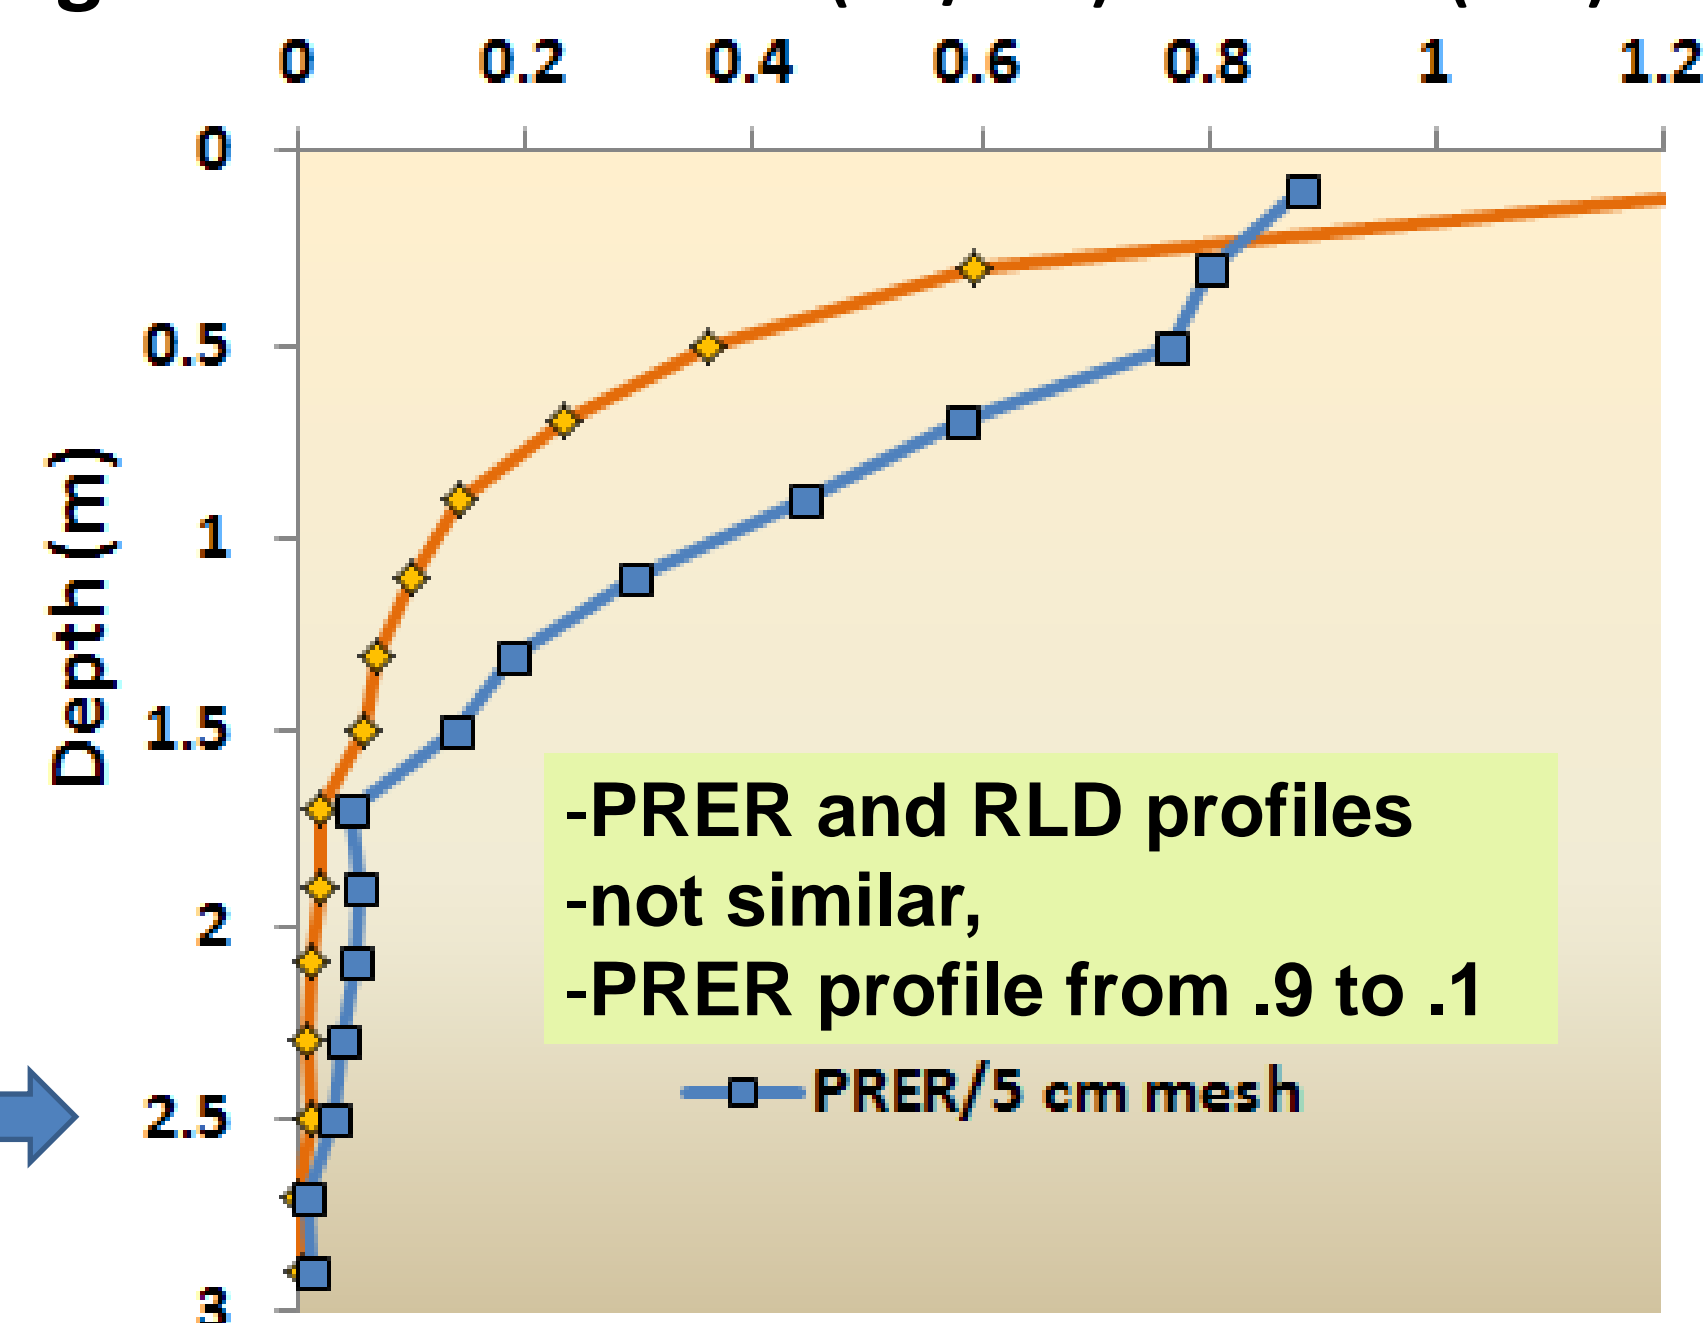 0 0.2 0.4 0.6 0.8 1 1.2
0
0.5
1
1.5
2
2.5
3
Depth (m)
-PRER and RLD profiles
-not similar,
-PRER profile from .9 to .1
PRER/5 cm mesh